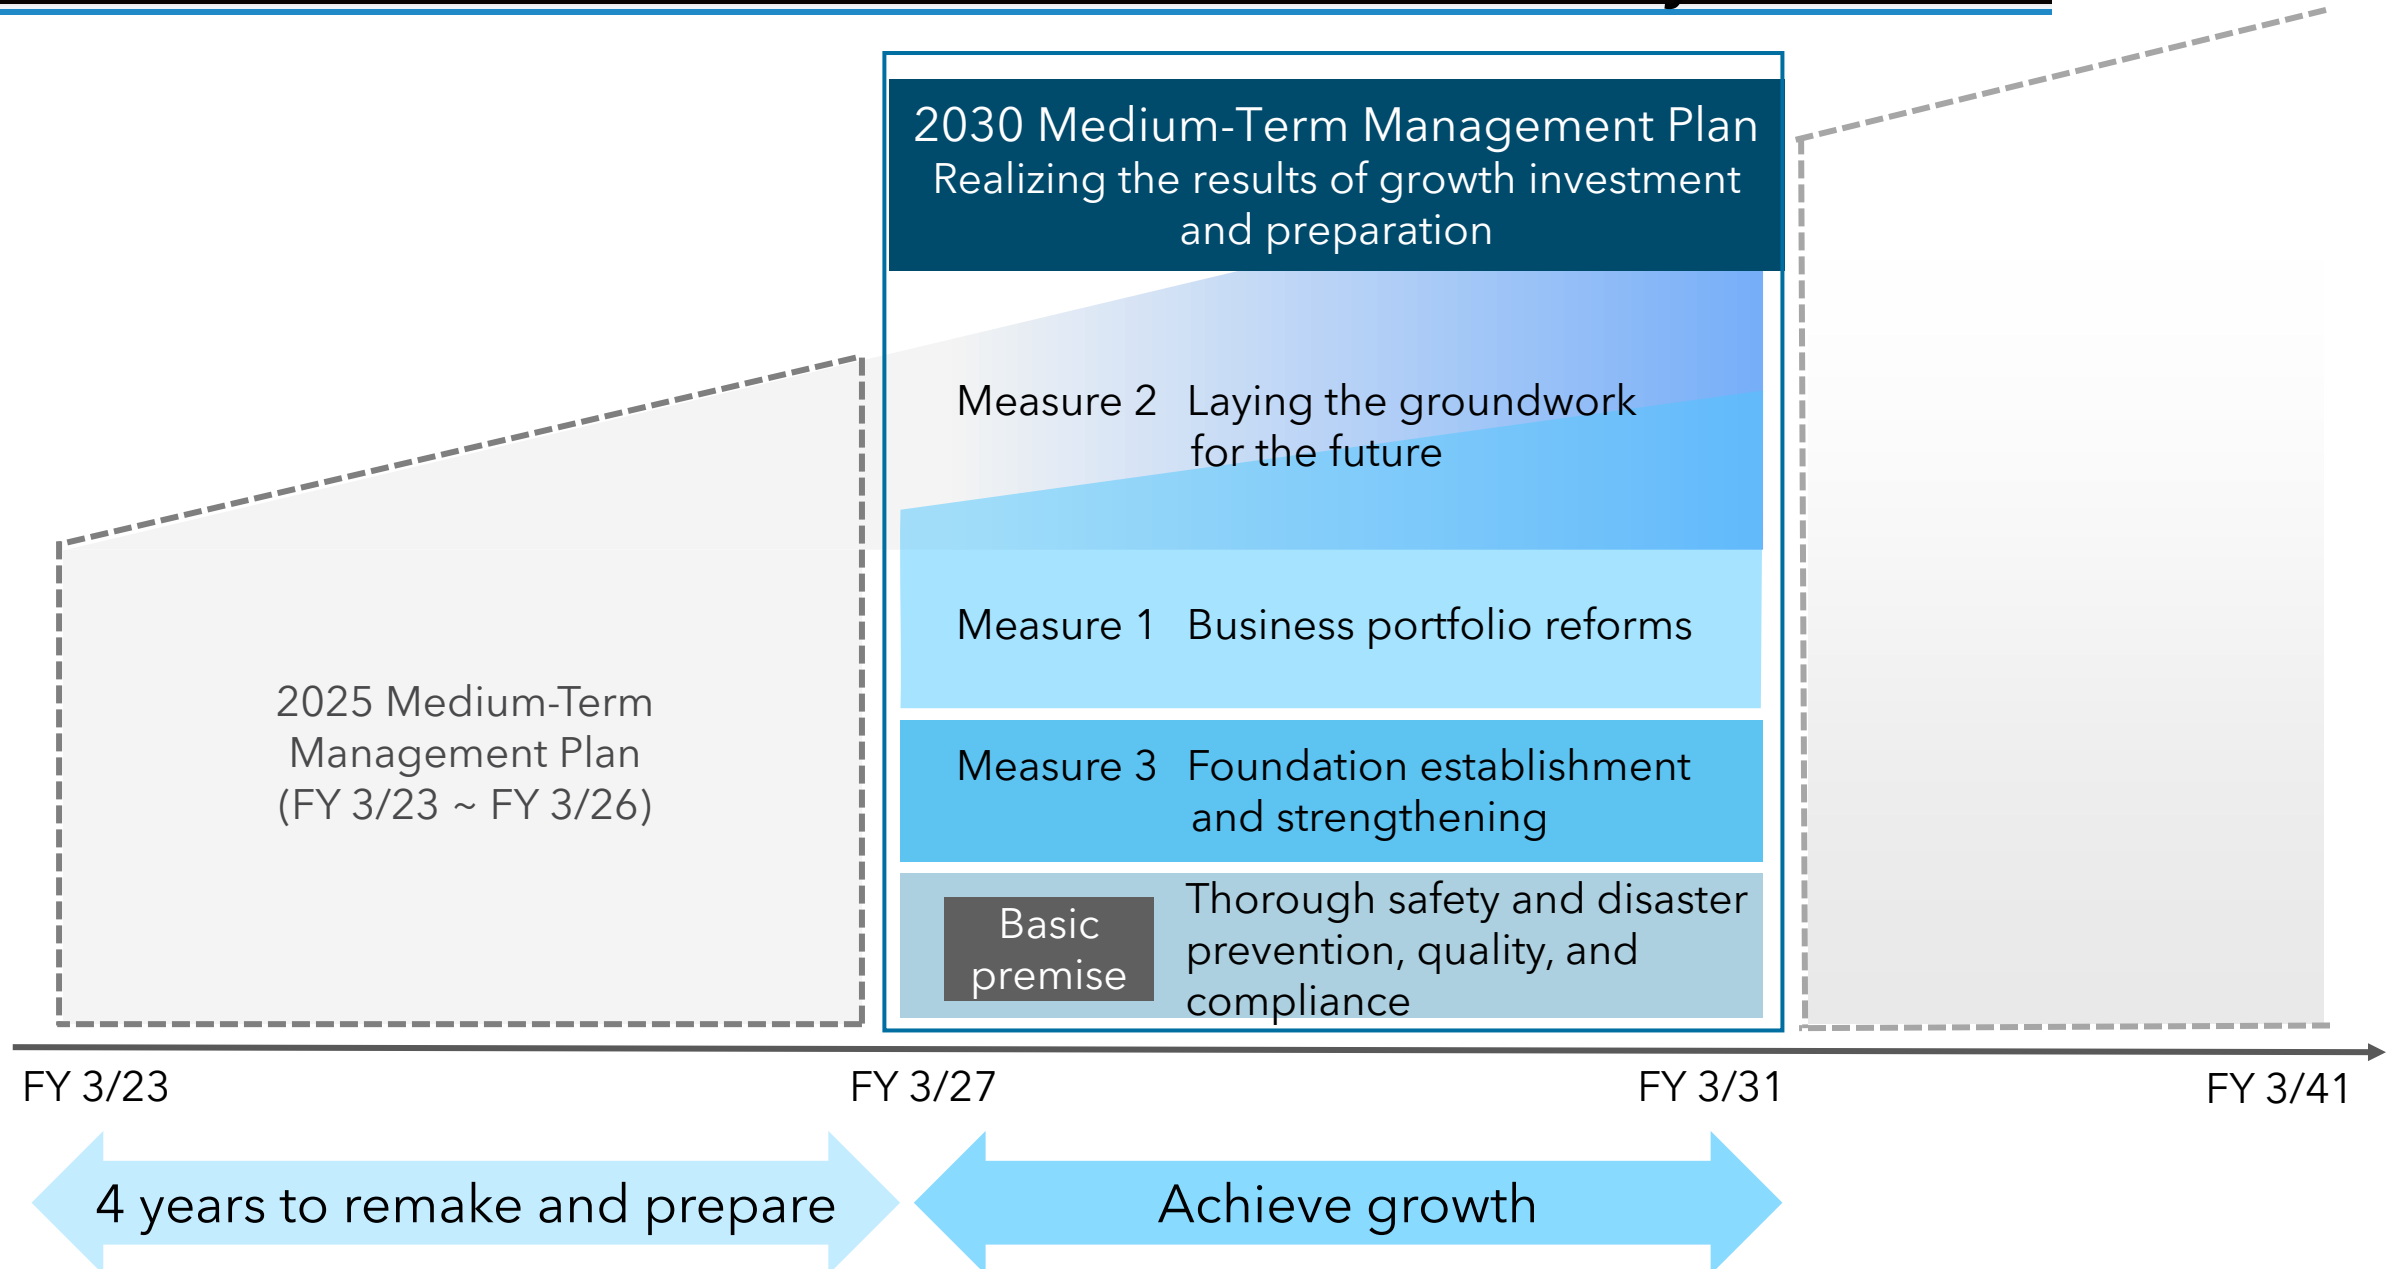 2030 Medium-Term Management Plan
Realizing the results of growth investment
and preparation
Measure 2 Laying the groundwork
for the future
Measure 1 Business portfolio reforms
2025 Medium-Term
Management Plan
(FY 3/23 ~ FY 3/26)
Measure 3 Foundation establishment
and strengthening
Basic
premise
Thorough safety and disaster
prevention, quality, and
compliance
FY 3/23
FY 3/27
FY 3/31
FY 3/41
4 years to remake and prepare
Achieve growth